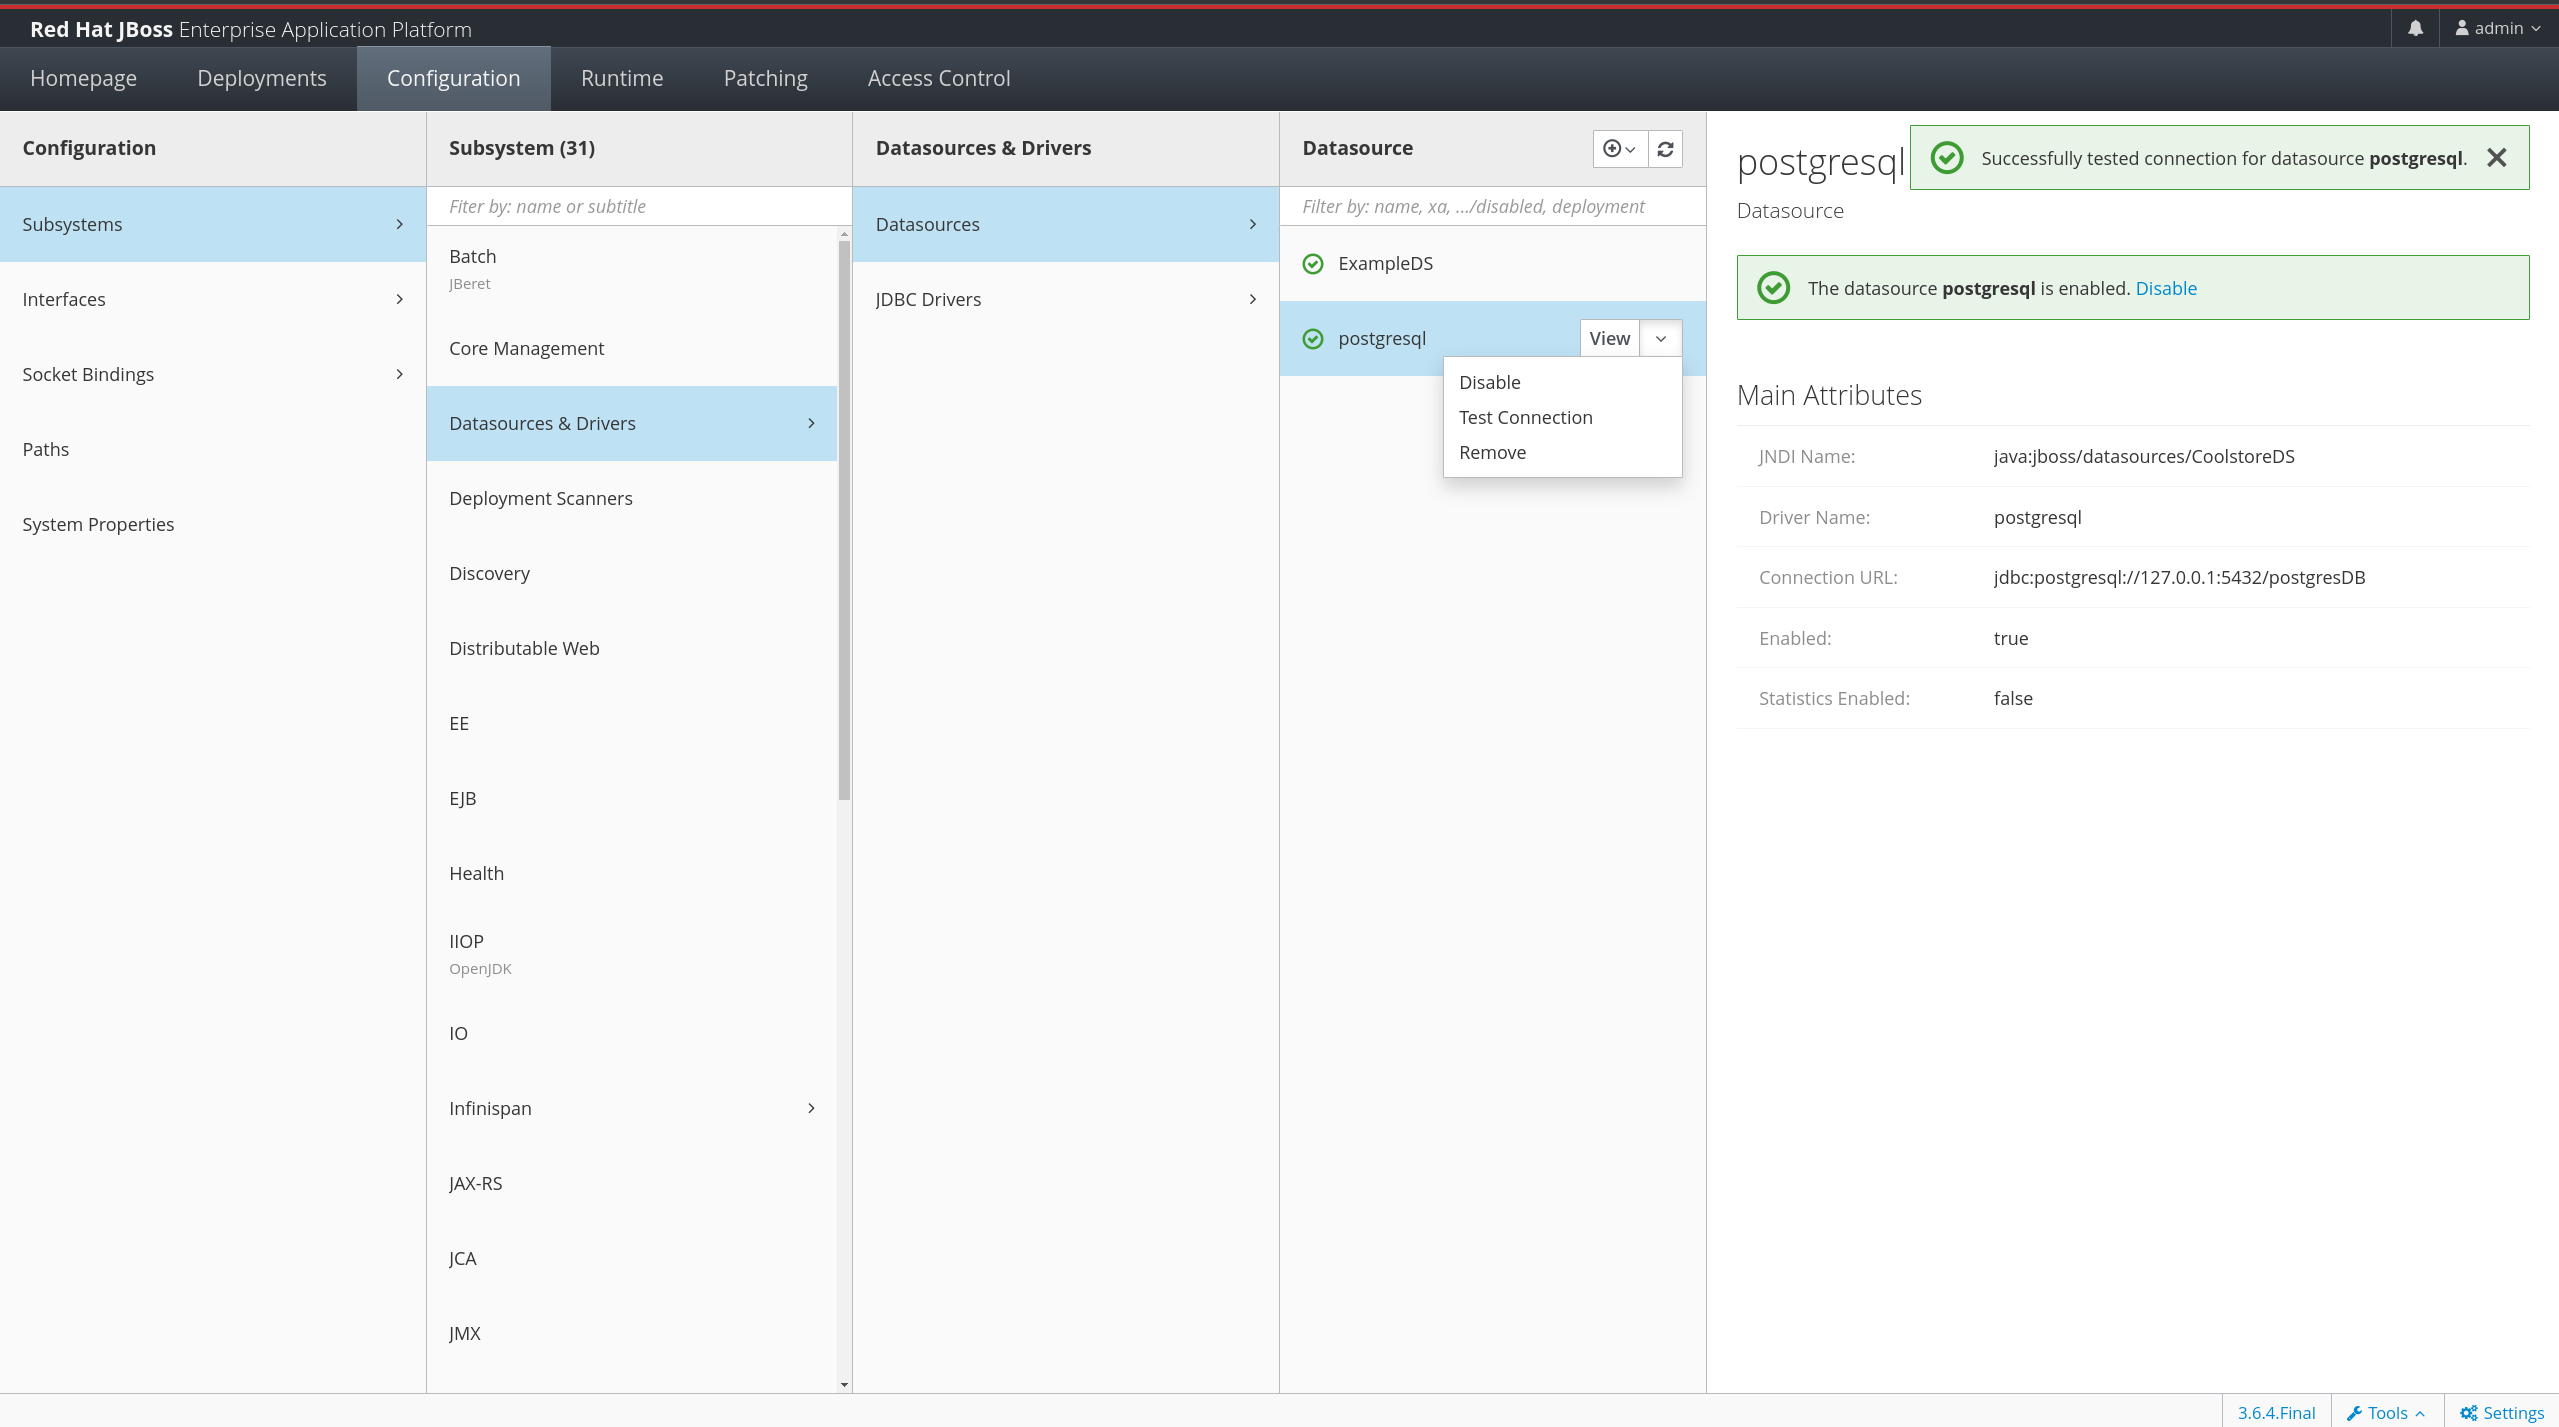 Red Hat JBoss Enterprise Application Platform
admin
Homepage Deployments Configuration Runtime Patching Access Control
Configuration
Subsystems
Interfaces
Socket Bindings
Paths
System Properties
Subsystem (31)
Fiter by: name or subtitle
Batch
JBeret
Core Management
Datasources & Drivers
Deployment Scanners
Discovery
Distributable Web
EE
EJB
Health
IIOP
OpenJDK
IO
Infinispan
JAX-RS
JCA
JMX
Datasources & Drivers
Datasources
JDBC Drivers
Datasource
Filter by: name, xa, .../disabled, deployment
ExampleDS
postgresql
View
Disable
Test Connection
Remove
postgresql
Successfully tested connection for datasource postgresql.
Datasource
The datasource postgresql is enabled. Disable
Main Attributes
JNDI Name: java:jboss/datasources/CoolstoreDS
Driver Name: postgresql
Connection URL: jdbc:postgresql://127.0.0.1:5432/postgresDB
Enabled: true
Statistics Enabled: false
3.6.4.Final Tools Settings